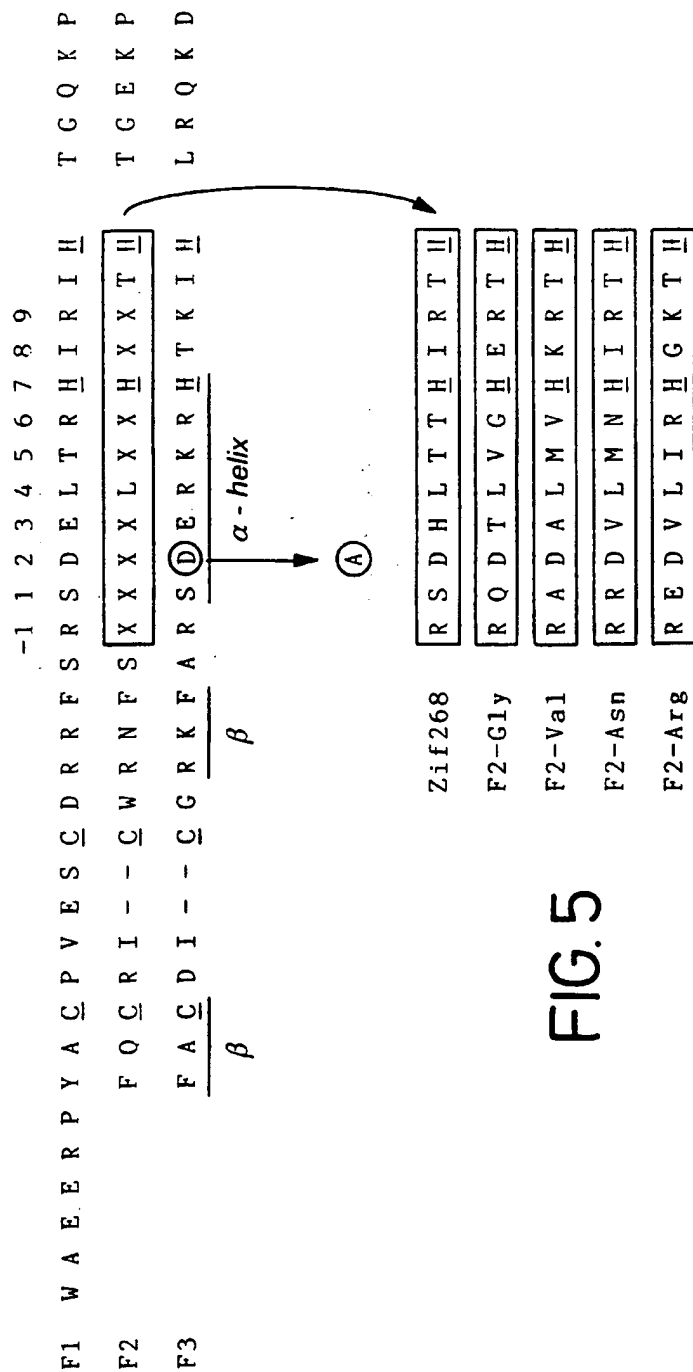 -1 1 2 3 4 5 6 7 8 9
F1 W A E E R P Y A C P V E S C D R R F S R S D E L T R H I R I H T G Q K P
F2 F Q C R I - - C W R N F S X X X X L X X H X X T H T G E K P
F3 F A C D I - - C G R K F A R S D E R K R H T K I H L R Q K D
β β α - helix
A
Zif268 R S D H L T T H I R T H
F2-Gly R Q D T L V G H E R T H
F2-Val R A D A L M V H K R T H
F2-Asn R R D V L M N H I R T H
F2-Arg R E D V L I R H G K T H
FIG. 5